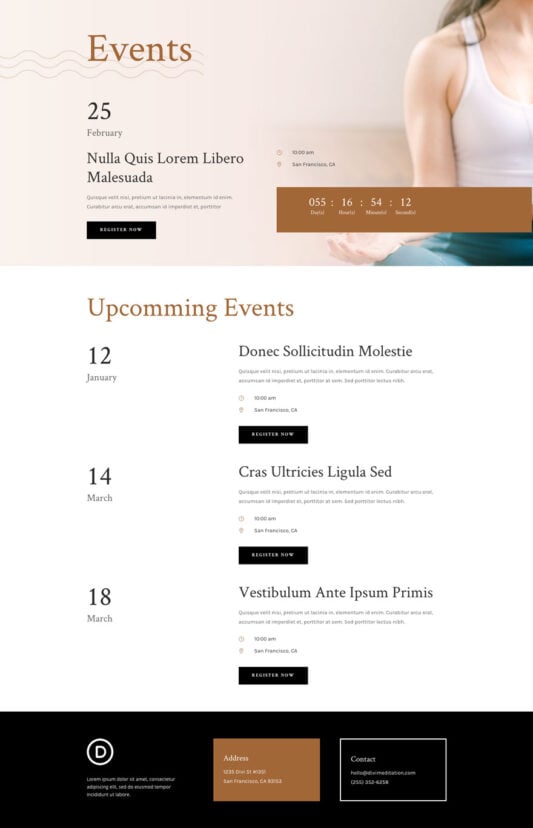 Events
25
February
Nulla Quis Lorem Libero
Malesuada
Quisque velit nisi, pretium ut lacinia in, elementum id enim.
Curabitur arcu erat, accumsan id imperdiet et, porttitor
REGISTER NOW
10:00 am
San Francisco, CA
055 : 16 : 54 : 12
Day(s) Hour(s) Minute(s) Second(s)
Upcomming Events
12
January
Donec Sollicitudin Molestie
Quisque velit nisi, pretium ut lacinia in, elementum id enim. Curabitur arcu erat,
accumsan id imperdiet et, porttitor at sem. Sed porttitor lectus nibh.
10:00 am
San Francisco, CA
REGISTER NOW
14
March
Cras Ultricies Ligula Sed
Quisque velit nisi, pretium ut lacinia in, elementum id enim. Curabitur arcu erat,
accumsan id imperdiet et, porttitor at sem. Sed porttitor lectus nibh.
10:00 am
San Francisco, CA
REGISTER NOW
18
March
Vestibulum Ante Ipsum Primis
Quisque velit nisi, pretium ut lacinia in, elementum id enim. Curabitur arcu erat,
accumsan id imperdiet et, porttitor at sem. Sed porttitor lectus nibh.
10:00 am
San Francisco, CA
REGISTER NOW
D
Lorem ipsum dolor sit amet, consectetur
adipiscing elit, sed do eiusmod tempor
incididunt ut labore.
Address
1235 Divi St #1351
San Francisco, CA 93152
Contact
hello@divimeditation.com
(255) 352-6258